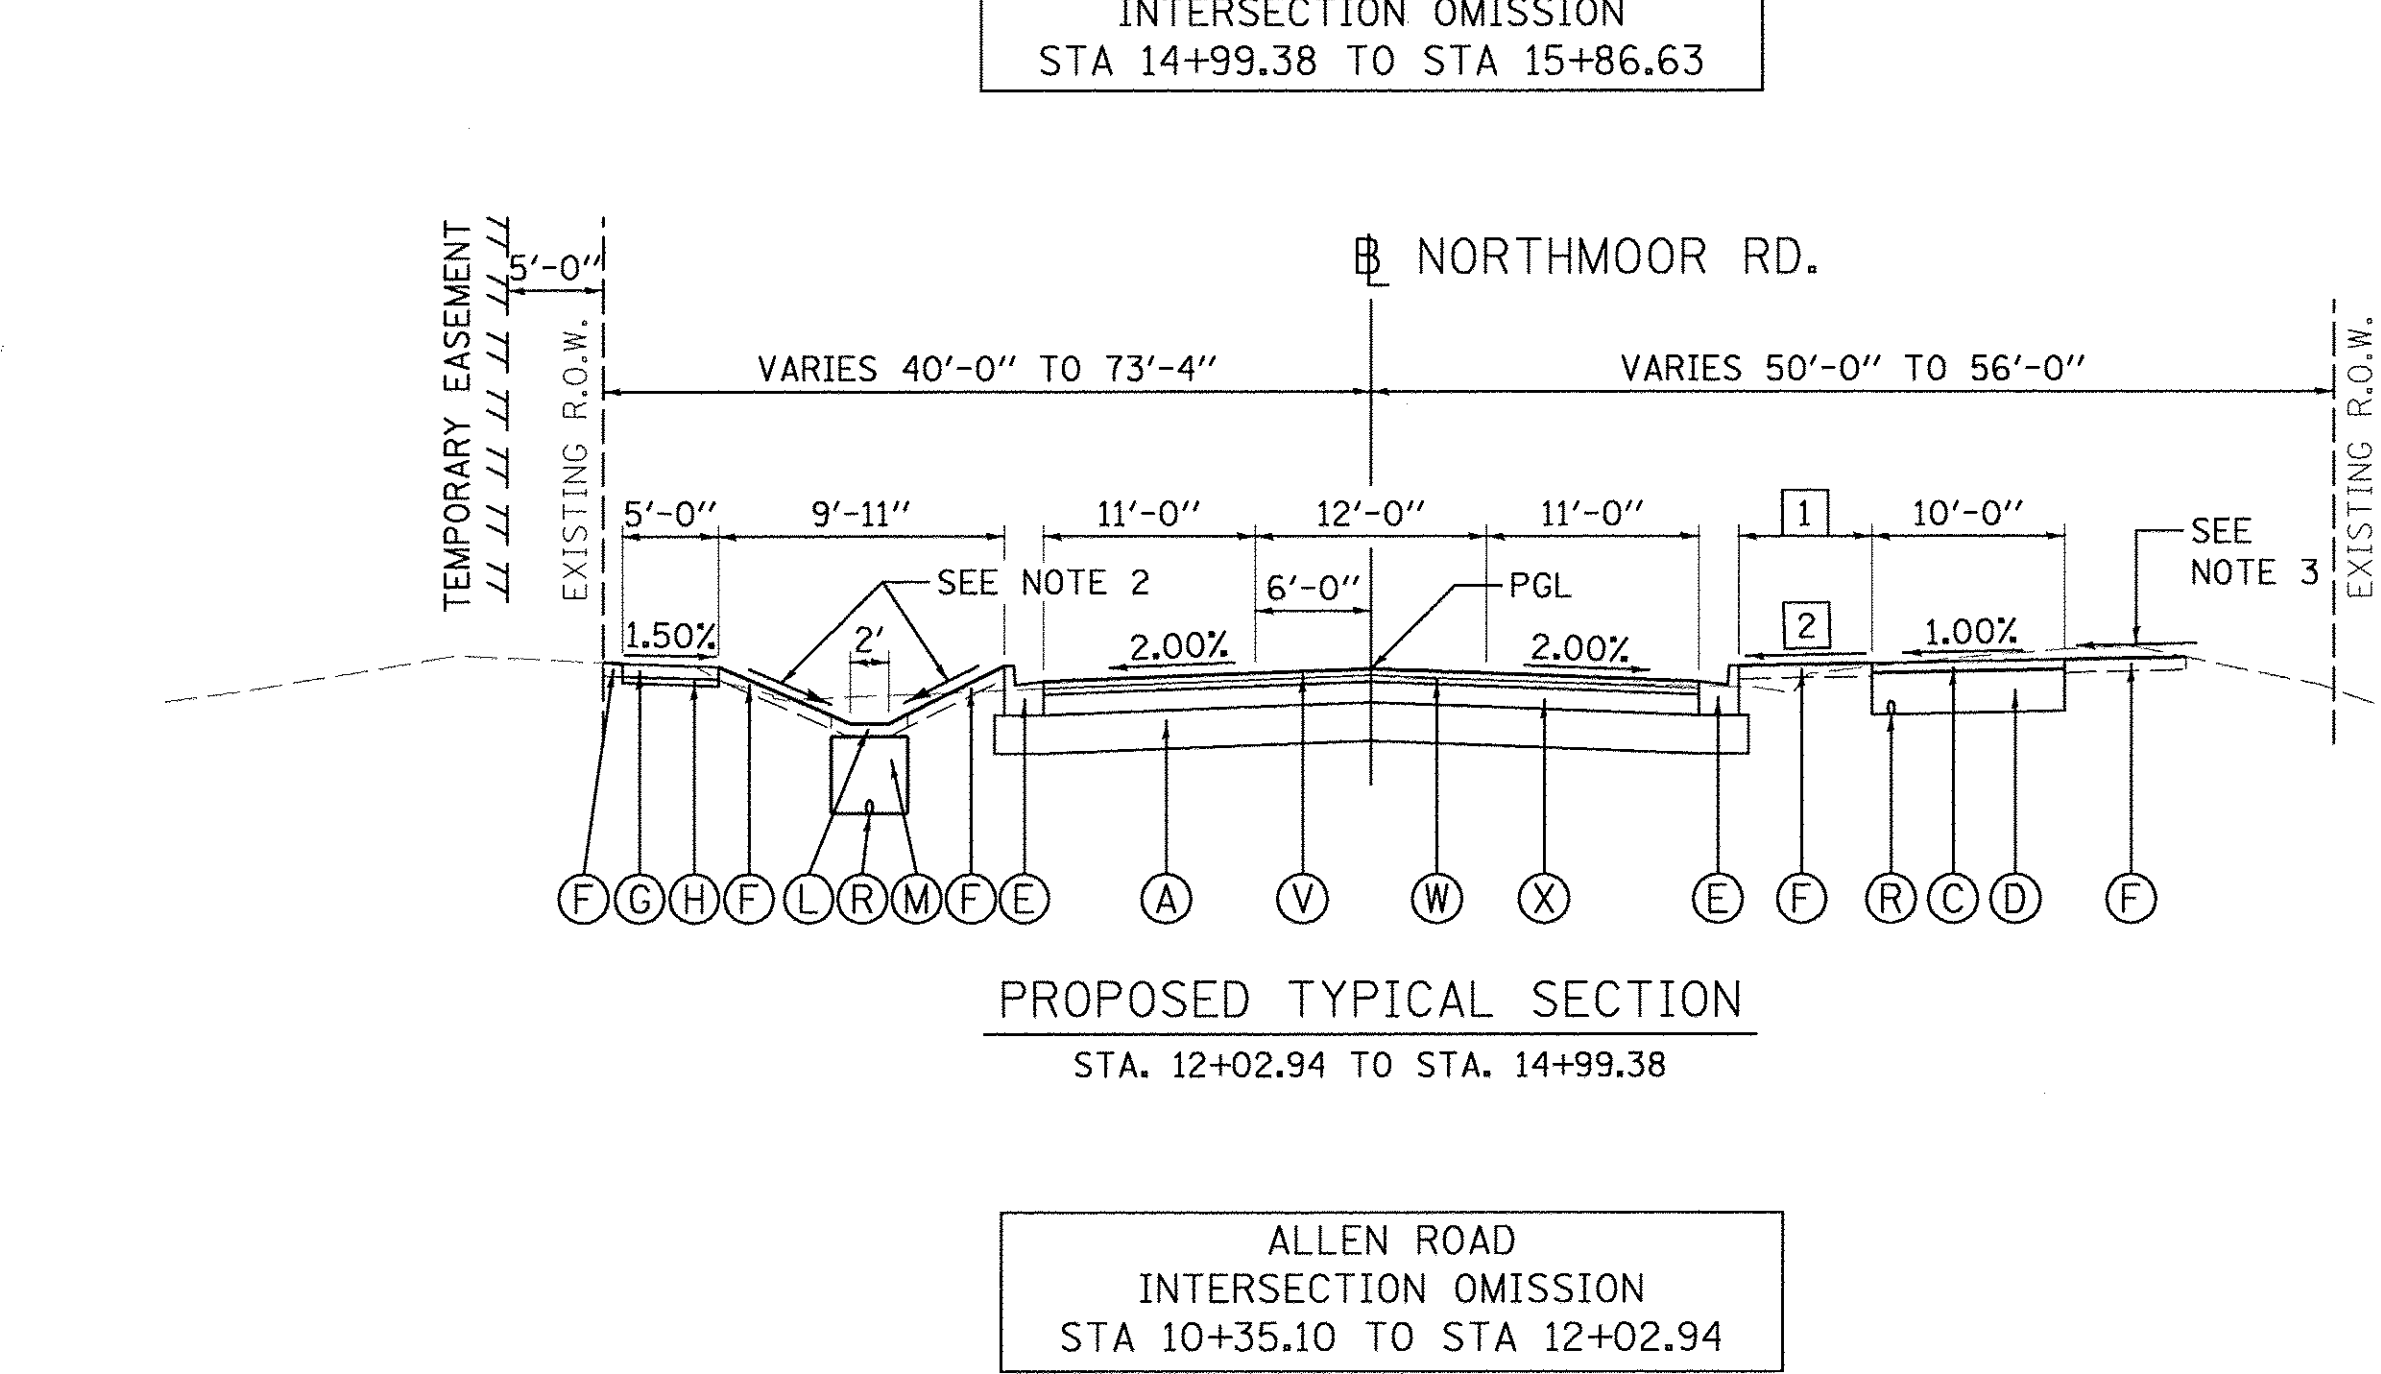 INTERSECTION OMISSION
STA 14+99.38 TO STA 15+86.63
TEMPORARY EASEMENT
5'-0"
EXISTING R.O.W.
℄ NORTHMOOR RD.
VARIES 40'-0" TO 73'-4"
VARIES 50'-0" TO 56'-0"
EXISTING R.O.W.
5'-0"
9'-11"
11'-0"
12'-0"
11'-0"
1
10'-0"
SEE
NOTE 3
SEE NOTE 2
6'-0"
PGL
1.50%
2'
2.00%
2.00%
2
1.00%
F G H F L R M F E A V W X E F R C D F
PROPOSED TYPICAL SECTION
STA. 12+02.94 TO STA. 14+99.38
ALLEN ROAD
INTERSECTION OMISSION
STA 10+35.10 TO STA 12+02.94